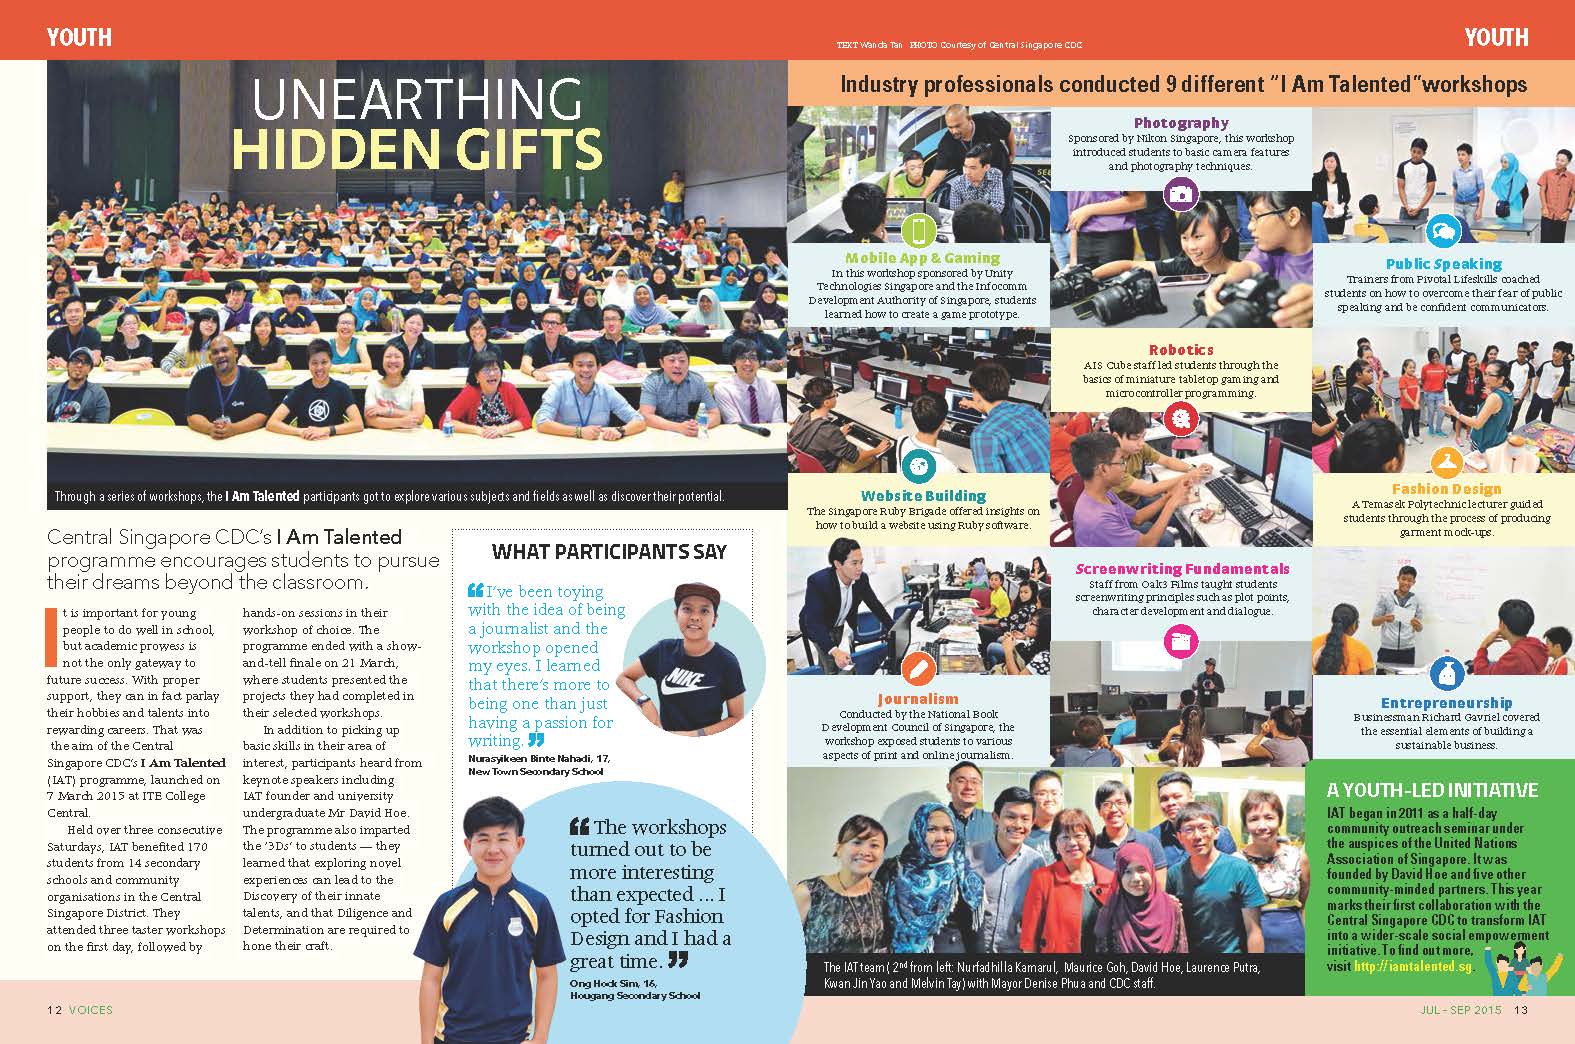 YOUTH
UNEARTHING
HIDDEN GIFTS
Through a series of workshops, the I Am Talented participants got to explore various subjects and fields as well as discover their potential.
Central Singapore CDC's I Am Talented
programme encourages students to pursue
their dreams beyond the classroom.
It is important for young
people to do well in school,
but academic prowess is
not the only gateway to
future success. With proper
support, they can in fact parlay
their hobbies and talents into
rewarding careers. That was
the aim of the Central
Singapore CDC's I Am Talented
(IAT) programme, launched on
7 March 2015 at ITE College
Central.
Held over three consecutive
Saturdays, IAT benefited 170
students from 14 secondary
schools and community
organisations in the Central
Singapore District. They
attended three taster workshops
on the first day, followed by
hands-on sessions in their
workshop of choice. The
programme ended with a show-
and-tell finale on 21 March,
where students presented the
projects they had completed in
their selected workshops.
In addition to picking up
basic skills in their area of
interest, participants heard from
keynote speakers including
IAT founder and university
undergraduate Mr David Hoe.
The programme also imparted
the '3Ds' to students — they
learned that exploring novel
experiences can lead to the
Discovery of their innate
talents, and that Diligence and
Determination are required to
hone their craft.
WHAT PARTICIPANTS SAY
“I've been toying
with the idea of being
a journalist and the
workshop opened
my eyes. I learned
that there's more to
being one than just
having a passion for
writing.”
Nurasyikeen Binte Nahadi, 17,
New Town Secondary School
NIKE
“The workshops
turned out to be
more interesting
than expected ... I
opted for Fashion
Design and I had a
great time.”
Ong Hock Sim, 16,
Hougang Secondary School
12 VOICES
TEXT Wanda Tan PHOTO Courtesy of Central Singapore CDC
YOUTH
Industry professionals conducted 9 different “I Am Talented“workshops
Mobile App & Gaming
In this workshop sponsored by Unity
Technologies Singapore and the Infocomm
Development Authority of Singapore, students
learned how to create a game prototype.
Photography
Sponsored by Nikon Singapore, this workshop
introduced students to basic camera features
and photography techniques.
Public Speaking
Trainers from Pivotal Lifeskills coached
students on how to overcome their fear of public
speaking and be confident communicators.
Website Building
The Singapore Ruby Brigade offered insights on
how to build a website using Ruby software.
Robotics
AIS Cube staff led students through the
basics of miniature tabletop gaming and
microcontroller programming.
Fashion Design
A Temasek Polytechnic lecturer guided
students through the process of producing
garment mock-ups.
Journalism
Conducted by the National Book
Development Council of Singapore, the
workshop exposed students to various
aspects of print and online journalism.
Screenwriting Fundamentals
Staff from Oak3 Films taught students
screenwriting principles such as plot points,
character development and dialogue.
Entrepreneurship
Businessman Richard Gavriel covered
the essential elements of building a
sustainable business.
The IAT team ( 2nd from left: Nurfadhilla Kamarul, Maurice Goh, David Hoe, Laurence Putra,
Kwan Jin Yao and Melvin Tay) with Mayor Denise Phua and CDC staff.
A YOUTH-LED INITIATIVE
IAT began in 2011 as a half-day
community outreach seminar under
the auspices of the United Nations
Association of Singapore. It was
founded by David Hoe and five other
community-minded partners. This year
marks their first collaboration with the
Central Singapore CDC to transform IAT
into a wider-scale social empowerment
initiative. To find out more,
visit http://iamtalented.sg.
JUL - SEP 2015 13